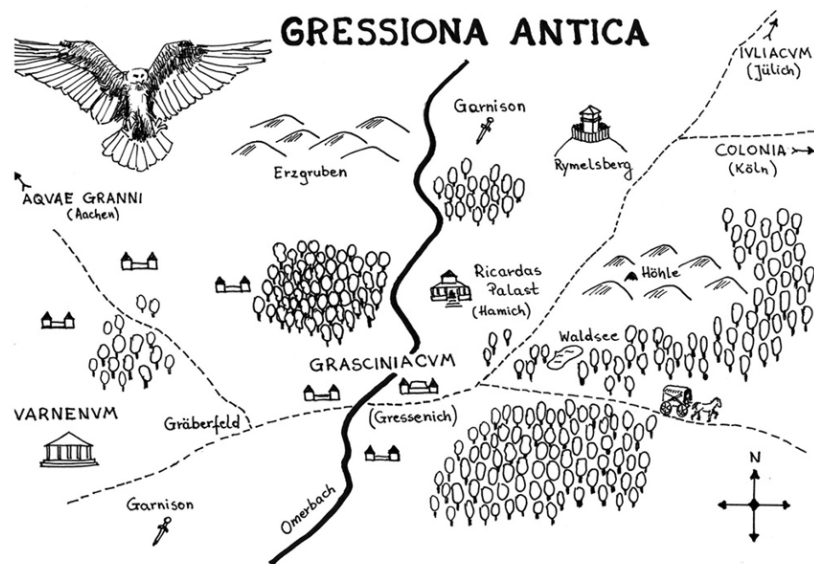 GRESSIONA ANTICA
IVLIACVM
(Jülich)
Garnison
COLONIA
(Köln)
Rymelsberg
Erzgruben
AQVAE GRANNI
(Aachen)
Ricardas
Palast
(Hamich)
Höhle
Waldsee
GRASCINIACVM
(Gressenich)
VARNENVM
Gräberfeld
N
Garnison
Omerbach